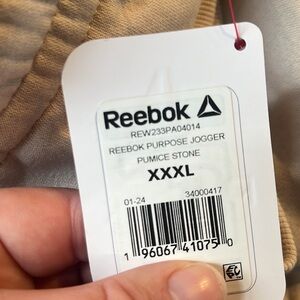 Reebok
REW233PA04014
REEBOK PURPOSE JOGGER
PUMICE STONE
XXXL
01-24 34000417
1 96067 41075 0